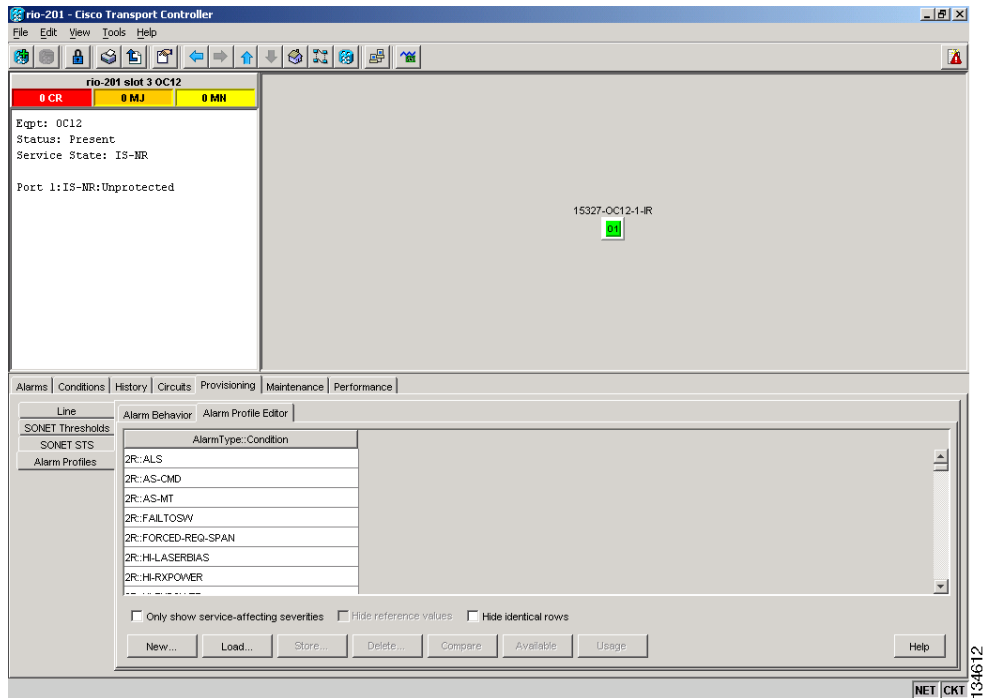 rio-201 - Cisco Transport Controller
File Edit View Tools Help
rio-201 slot 3 OC12
0 CR 0 MJ 0 MN
Eqpt: OC12
Status: Present
Service State: IS-NR
Port 1:IS-NR:Unprotected
15327-OC12-1-IR
01
Alarms Conditions History Circuits Provisioning Maintenance Performance
Line
SONET Thresholds
SONET STS
Alarm Profiles
Alarm Behavior Alarm Profile Editor
AlarmType::Condition
2R::ALS
2R::AS-CMD
2R::AS-MT
2R::FAILTOSW
2R::FORCED-REQ-SPAN
2R::HI-LASERBIAS
2R::HI-RXPOWER
Only show service-affecting severities Hide reference values Hide identical rows
New... Load... Store... Delete... Compare Available Usage Help
NET CKT
134612